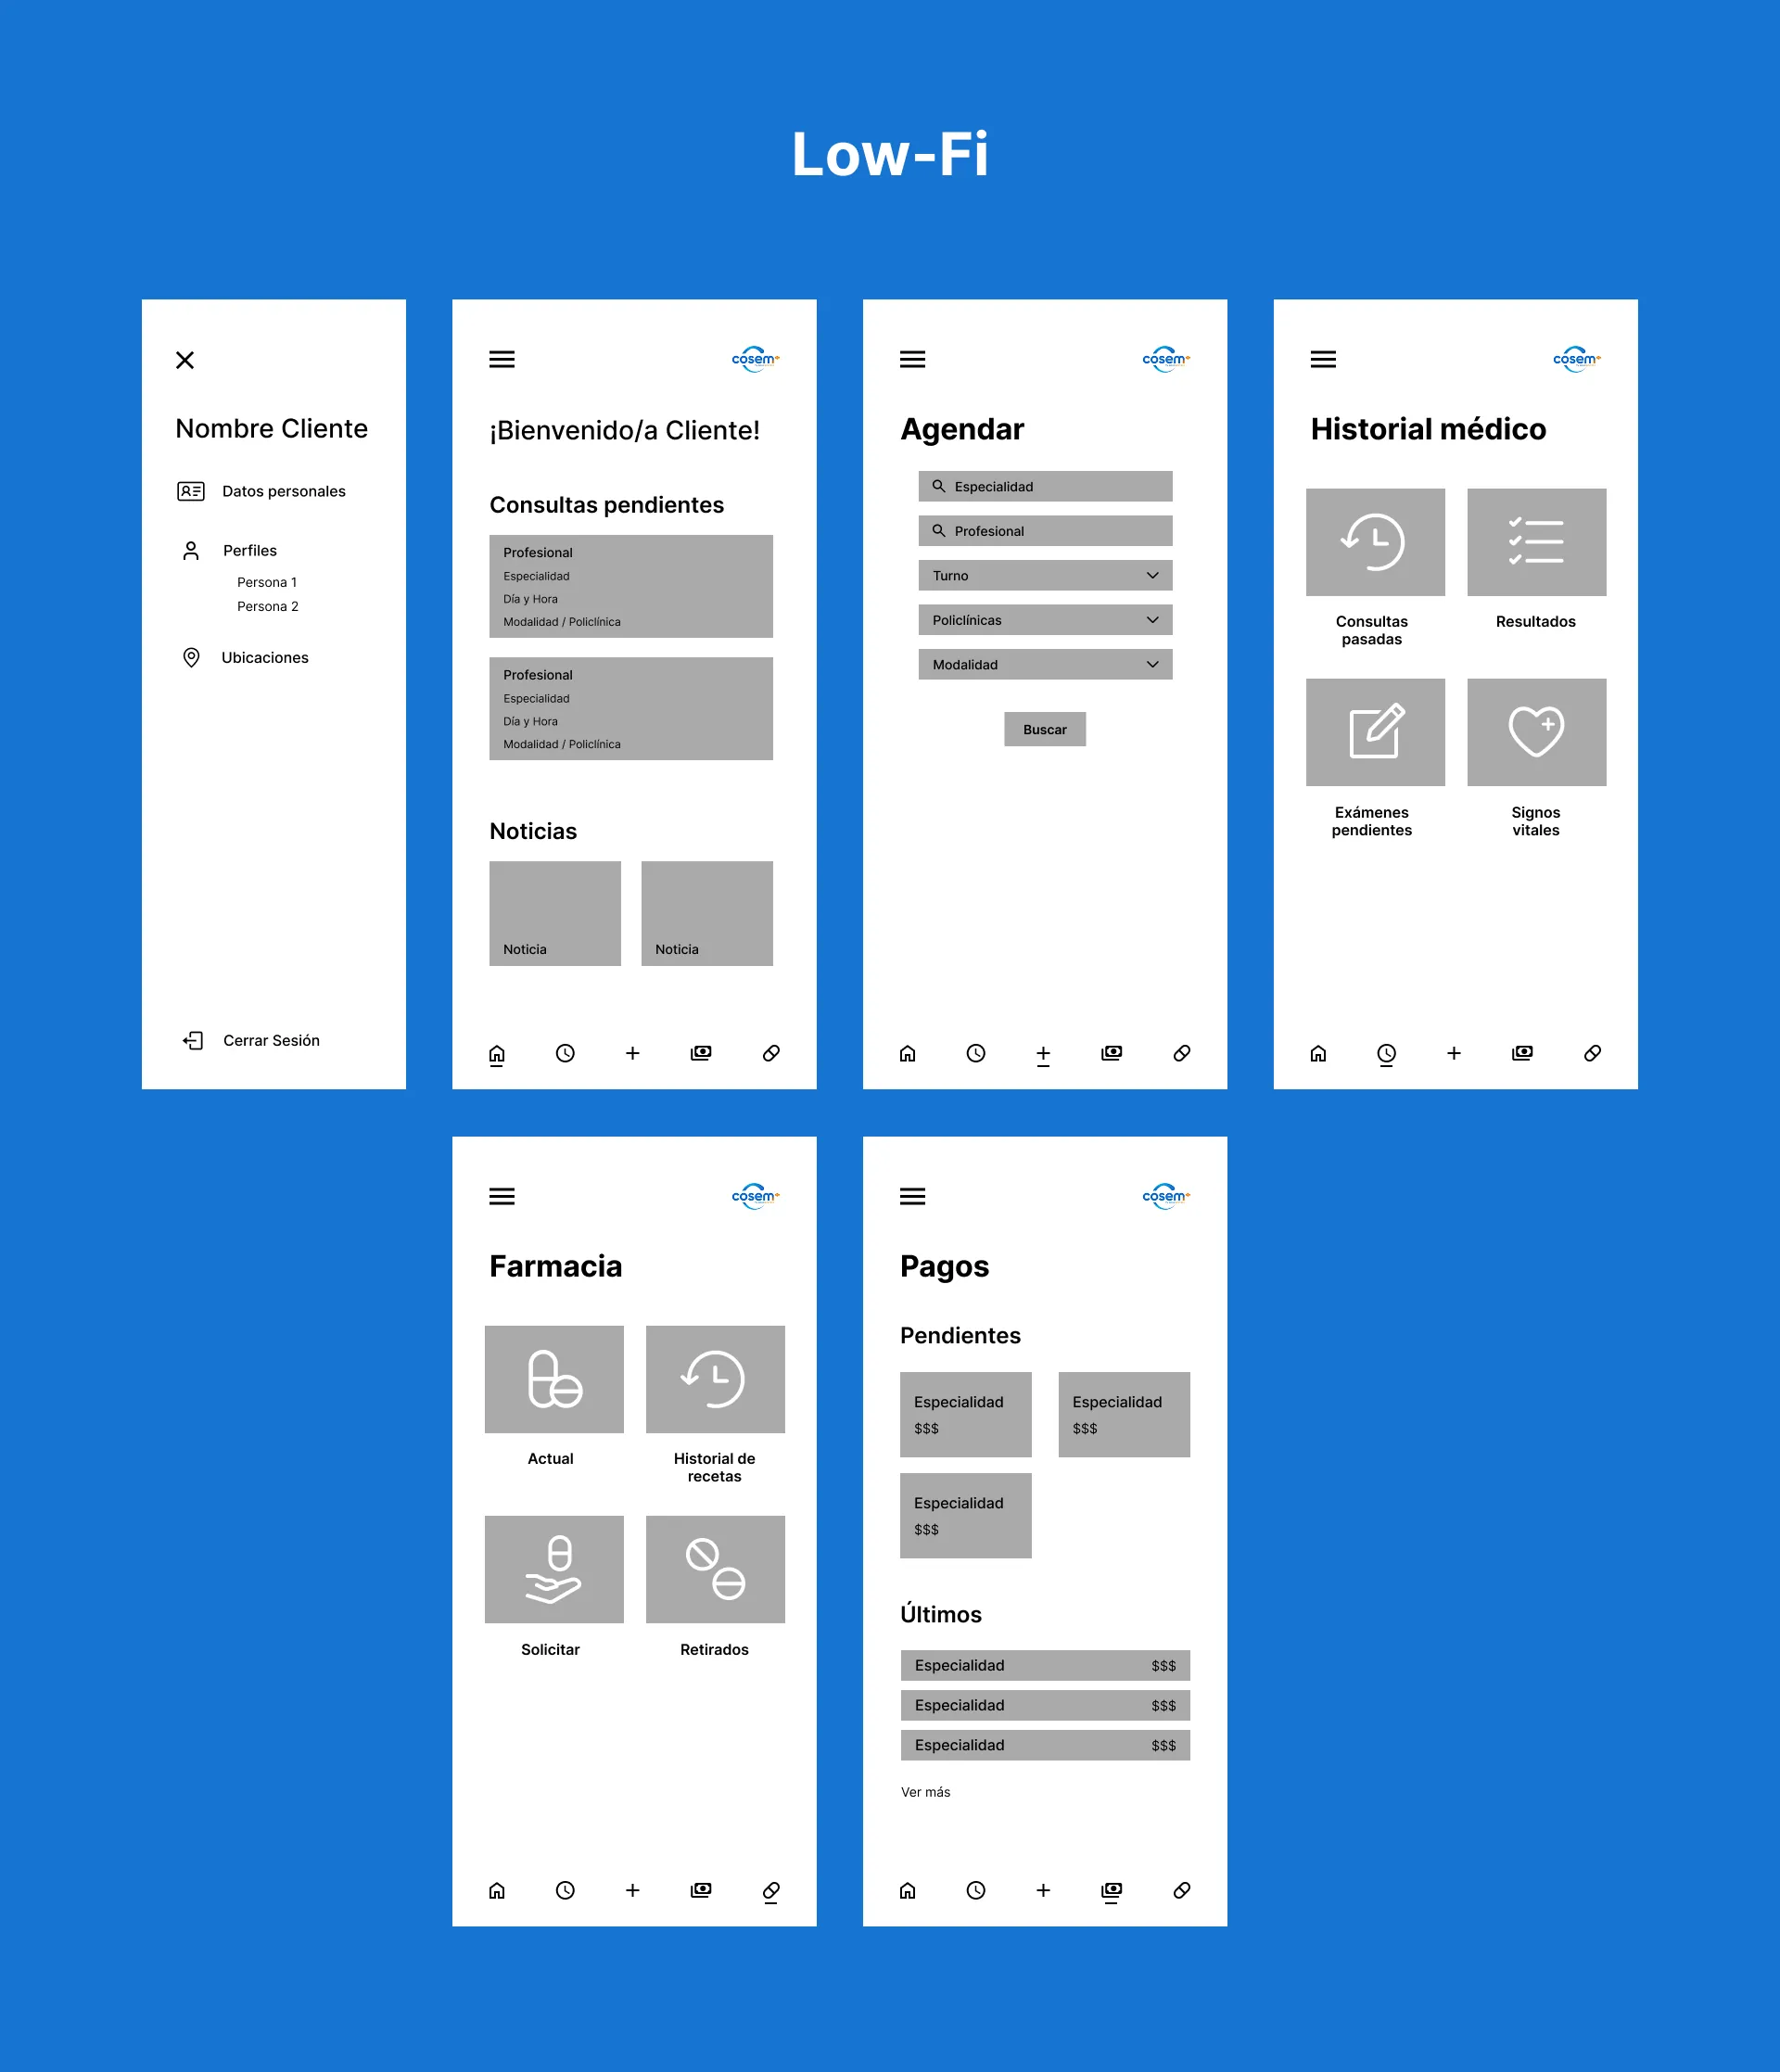 Low-Fi
Nombre Cliente
Datos personales
Perfiles
Persona 1
Persona 2
Ubicaciones
Cerrar Sesión
cosem
¡Bienvenido/a Cliente!
Consultas pendientes
Profesional
Especialidad
Día y Hora
Modalidad / Policlínica
Profesional
Especialidad
Día y Hora
Modalidad / Policlínica
Noticias
Noticia
Noticia
cosem
Agendar
Especialidad
Profesional
Turno
Policlínicas
Modalidad
Buscar
cosem
Historial médico
Consultas
pasadas
Resultados
Exámenes
pendientes
Signos
vitales
cosem
Farmacia
Actual
Historial de
recetas
Solicitar
Retirados
cosem
Pagos
Pendientes
Especialidad
$$$
Especialidad
$$$
Especialidad
$$$
Últimos
Especialidad $$$
Especialidad $$$
Especialidad $$$
Ver más